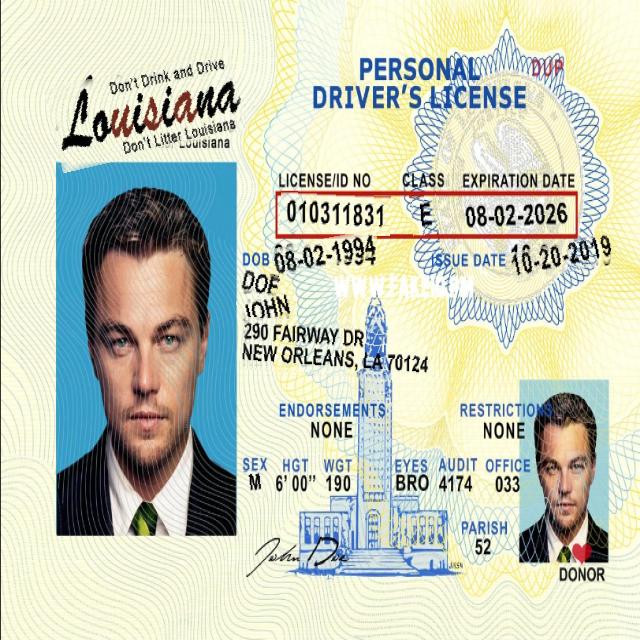 Don't Drink and Drive
Louisiana
Don't Litter Louisiana
Louisiana
PERSONAL
DUP
DRIVER'S LICENSE
LICENSE/ID NO CLASS EXPIRATION DATE
010311831 E 08-02-2026
DOB 08-02-1994 ISSUE DATE 10-20-2019
DOE
JOHN
290 FAIRWAY DR
NEW ORLEANS, LA 70124
ENDORSEMENTS RESTRICTIONS
NONE NONE
SEX HGT WGT EYES AUDIT OFFICE
M 6' 00" 190 BRO 4174 033
PARISH
52
John Doe
DONOR